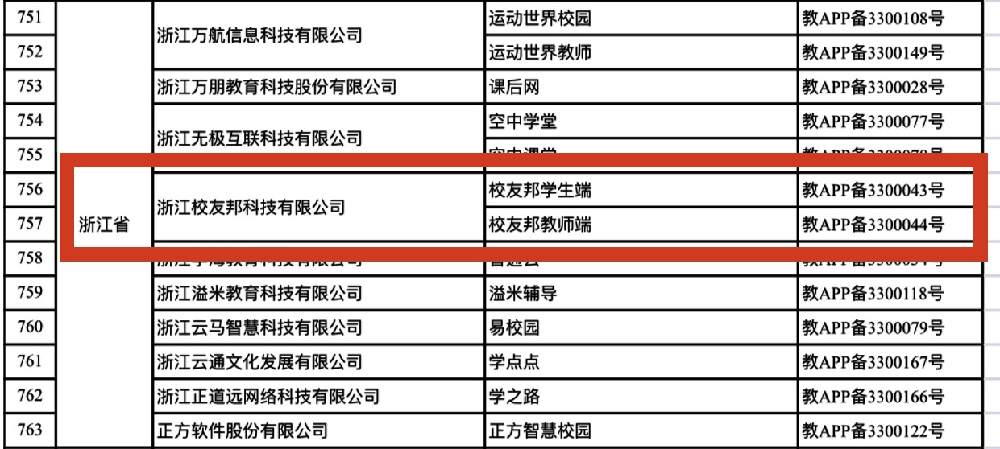 751
浙江万航信息科技有限公司
运动世界校园
教APP备3300108号
752
运动世界教师
教APP备3300149号
753
浙江万朋教育科技股份有限公司
课后网
教APP备3300028号
754
浙江无极互联科技有限公司
空中学堂
教APP备3300077号
755
空中课堂
756
浙江省
浙江校友邦科技有限公司
校友邦学生端
教APP备3300043号
757
校友邦教师端
教APP备3300044号
758
759
浙江溢米教育科技有限公司
溢米辅导
教APP备3300118号
760
浙江云马智慧科技有限公司
易校园
教APP备3300079号
761
浙江云通文化发展有限公司
学点点
教APP备3300167号
762
浙江正道远网络科技有限公司
学之路
教APP备3300166号
763
正方软件股份有限公司
正方智慧校园
教APP备3300122号